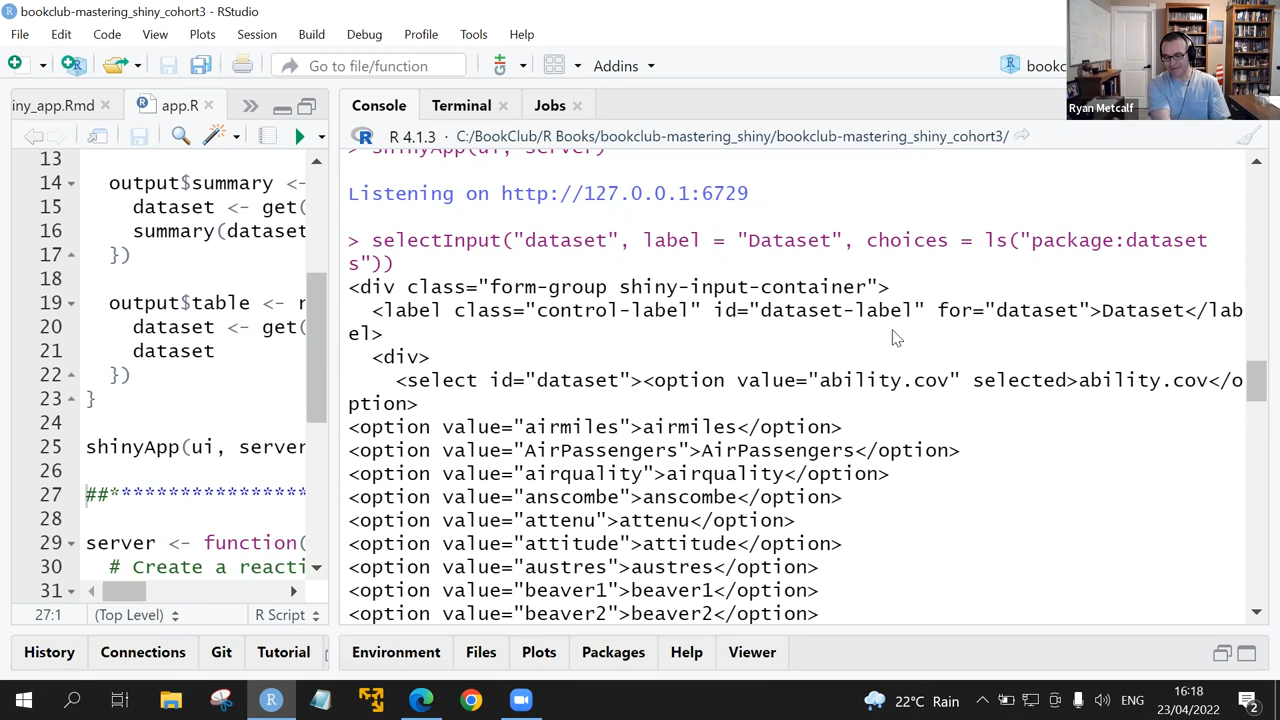 bookclub-mastering_shiny_cohort3 - RStudio
File Edit Code View Plots Session Build Debug Profile Tools Help
Go to file/function
Addins
bookc
Ryan Metcalf
iny_app.Rmd
app.R
Console Terminal Jobs
R 4.1.3 · C:/BookClub/R Books/bookclub-mastering_shiny/bookclub-mastering_shiny_cohort3/
13
14 output$summary <-
15 dataset <- get(
16 summary(dataset
17 })
18
19 output$table <- r
20 dataset <- get(
21 dataset
22 })
23 }
24
25 shinyApp(ui, server
26
27 ##******************
28
29 server <- function(
30 # Create a reacti
31
27:1 (Top Level) R Script
> shinyApp(ui, server)
Listening on http://127.0.0.1:6729
> selectInput("dataset", label = "Dataset", choices = ls("package:dataset
s"))
<div class="form-group shiny-input-container">
<label class="control-label" id="dataset-label" for="dataset">Dataset</lab
el>
<div>
<select id="dataset"><option value="ability.cov" selected>ability.cov</o
ption>
<option value="airmiles">airmiles</option>
<option value="AirPassengers">AirPassengers</option>
<option value="airquality">airquality</option>
<option value="anscombe">anscombe</option>
<option value="attenu">attenu</option>
<option value="attitude">attitude</option>
<option value="austres">austres</option>
<option value="beaver1">beaver1</option>
<option value="beaver2">beaver2</option>
History Connections Git Tutorial
Environment Files Plots Packages Help Viewer
22°C Rain
ENG
16:18
23/04/2022
2